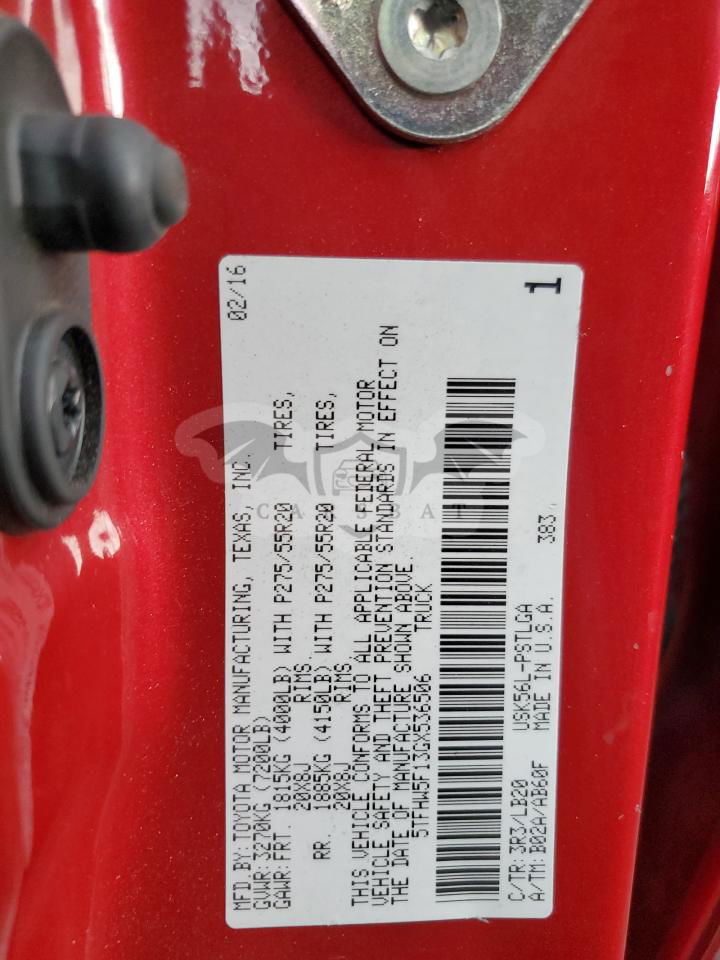 MFD BY:TOYOTA MOTOR MANUFACTURING, TEXAS, INC. 02/16
GVWR:3270KG (7200LB)
GAWR:FRT. 1815KG (4000LB) WITH P275/55R20 TIRES,
20X8J RIMS.
RR. 1885KG (4150LB) WITH P275/55R20 TIRES,
20X8J RIMS
THIS VEHICLE CONFORMS TO ALL APPLICABLE FEDERAL MOTOR
VEHICLE SAFETY AND THEFT PREVENTION STANDARDS IN EFFECT ON
THE DATE OF MANUFACTURE SHOWN ABOVE.
5TFHW5F13GX536506 TRUCK
C/TR:3R3/LB20 USK56L-PSTLGA
A/TM:B02A/AB60F MADE IN U.S.A. 383
1
CARSBAT